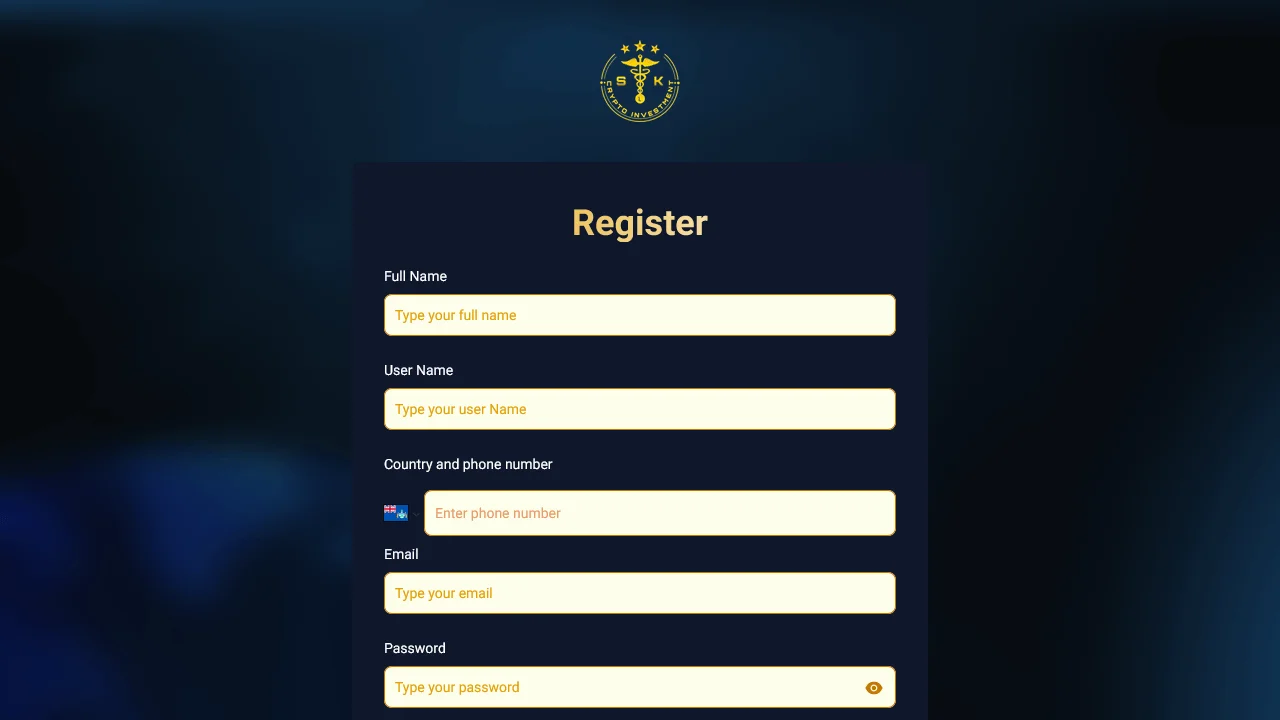 S K
CRYPTO INVESTMENT
Register
Full Name
Type your full name
User Name
Type your user Name
Country and phone number
Enter phone number
Email
Type your email
Password
Type your password